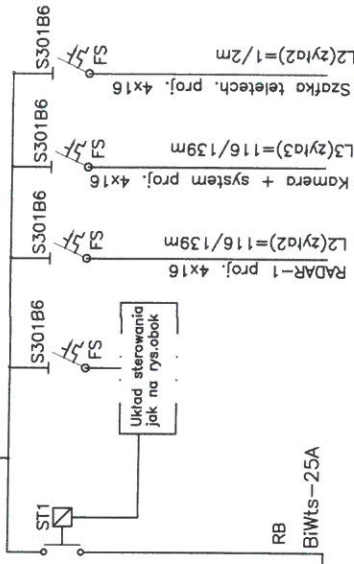 S301B6
FS
S301B6
FS
S301B6
FS
S301B6
FS
L2(żyła2)=1/2m
Szafka teletech. proj. 4x16
L3(żyła3)=116/139m
Kamera + system proj. 4x16
L2(żyła2)=116/139m
RADAR-1 proj. 4x16
Układ sterowania
jak na rys.obok
ST1
RB
BiWts-25A